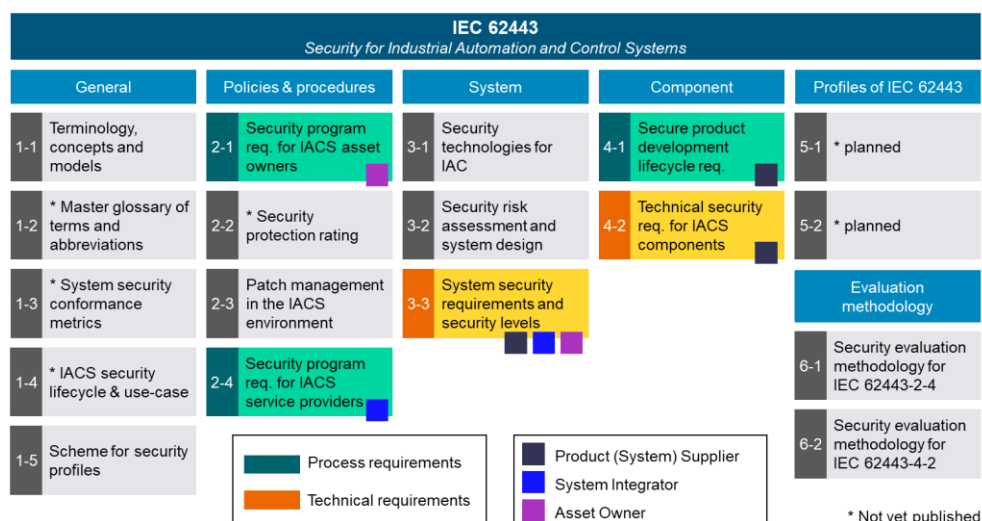 IEC 62443
Security for Industrial Automation and Control Systems
General
1-1
Terminology,
concepts and
models
1-2
* Master glossary of
terms and
abbreviations
1-3
* System security
conformance
metrics
1-4
* IACS security
lifecycle & use-case
1-5
Scheme for security
profiles
Policies & procedures
2-1
Security program
req. for IACS asset
owners
2-2
* Security
protection rating
2-3
Patch management
in the IACS
environment
2-4
Security program
req. for IACS
service providers
System
3-1
Security
technologies for
IAC
3-2
Security risk
assessment and
system design
3-3
System security
requirements and
security levels
Component
4-1
Secure product
development
lifecycle req.
4-2
Technical security
req. for IACS
components
Profiles of IEC 62443
5-1
* planned
5-2
* planned
Evaluation
methodology
6-1
Security evaluation
methodology for
IEC 62443-2-4
6-2
Security evaluation
methodology for
IEC 62443-4-2
Process requirements
Technical requirements
Product (System) Supplier
System Integrator
Asset Owner
* Not yet published